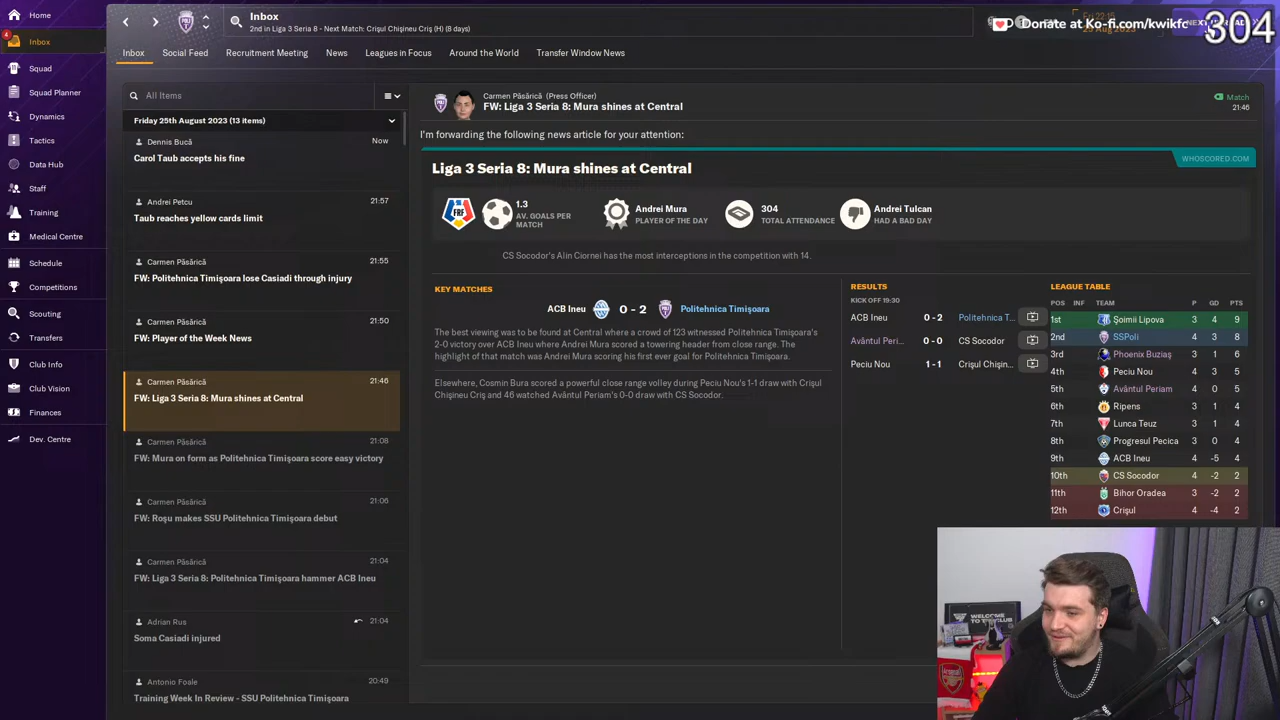 Home
4
Inbox
Squad
Squad Planner
Dynamics
Tactics
Data Hub
Staff
Training
Medical Centre
Schedule
Competitions
Scouting
Transfers
Club Info
Club Vision
Finances
Dev. Centre
Inbox
2nd in Liga 3 Seria 8 - Next Match: Crişul Chişineu Criş (H) (8 days)
Donate at Ko-fi.com/kwikfc
304
Inbox Social Feed Recruitment Meeting News Leagues in Focus Around the World Transfer Window News
All Items
Friday 25th August 2023 (13 items)
Dennis Bucă Now
Carol Taub accepts his fine
Andrei Petcu 21:57
Taub reaches yellow cards limit
Carmen Păsărică 21:55
FW: Politehnica Timişoara lose Casiadi through injury
Carmen Păsărică 21:50
FW: Player of the Week News
Carmen Păsărică 21:46
FW: Liga 3 Seria 8: Mura shines at Central
Carmen Păsărică 21:08
FW: Mura on form as Politehnica Timişoara score easy victory
Carmen Păsărică 21:06
FW: Roşu makes SSU Politehnica Timişoara debut
Carmen Păsărică 21:04
FW: Liga 3 Seria 8: Politehnica Timişoara hammer ACB Ineu
Adrian Rus 21:04
Soma Casiadi injured
Antonio Foale 20:49
Training Week In Review - SSU Politehnica Timişoara
Carmen Păsărică (Press Officer)
FW: Liga 3 Seria 8: Mura shines at Central
Match
21:46
I'm forwarding the following news article for your attention:
WHOSCORED.COM
Liga 3 Seria 8: Mura shines at Central
FRF
1.3
AV. GOALS PER
MATCH
Andrei Mura
PLAYER OF THE DAY
304
TOTAL ATTENDANCE
Andrei Tulcan
HAD A BAD DAY
CS Socodor's Alin Ciornei has the most interceptions in the competition with 14.
KEY MATCHES
ACB Ineu 0 - 2 Politehnica Timişoara
The best viewing was to be found at Central where a crowd of 123 witnessed Politehnica Timişoara's
2-0 victory over ACB Ineu where Andrei Mura scored a towering header from close range. The
highlight of that match was Andrei Mura scoring his first ever goal for Politehnica Timişoara.
Elsewhere, Cosmin Bura scored a powerful close range volley during Peciu Nou's 1-1 draw with Crişul
Chişineu Criş and 46 watched Avântul Periam's 0-0 draw with CS Socodor.
RESULTS
KICK OFF 19:30
ACB Ineu 0-2 Politehnica T...
Avântul Peri... 0-0 CS Socodor
Peciu Nou 1-1 Crişul Chişin...
LEAGUE TABLE
POS INF TEAM P GD PTS
1st Şoimii Lipova 3 4 9
2nd SSPoli 4 3 8
3rd Phoenix Buziaş 3 1 6
4th Peciu Nou 4 3 5
5th Avântul Periam 4 0 5
6th Ripens 3 1 4
7th Lunca Teuz 3 1 4
8th Progresul Pecica 3 0 4
9th ACB Ineu 4 -5 4
10th CS Socodor 4 -2 2
11th Bihor Oradea 3 -2 2
12th Crişul 4 -4 2
Arsenal